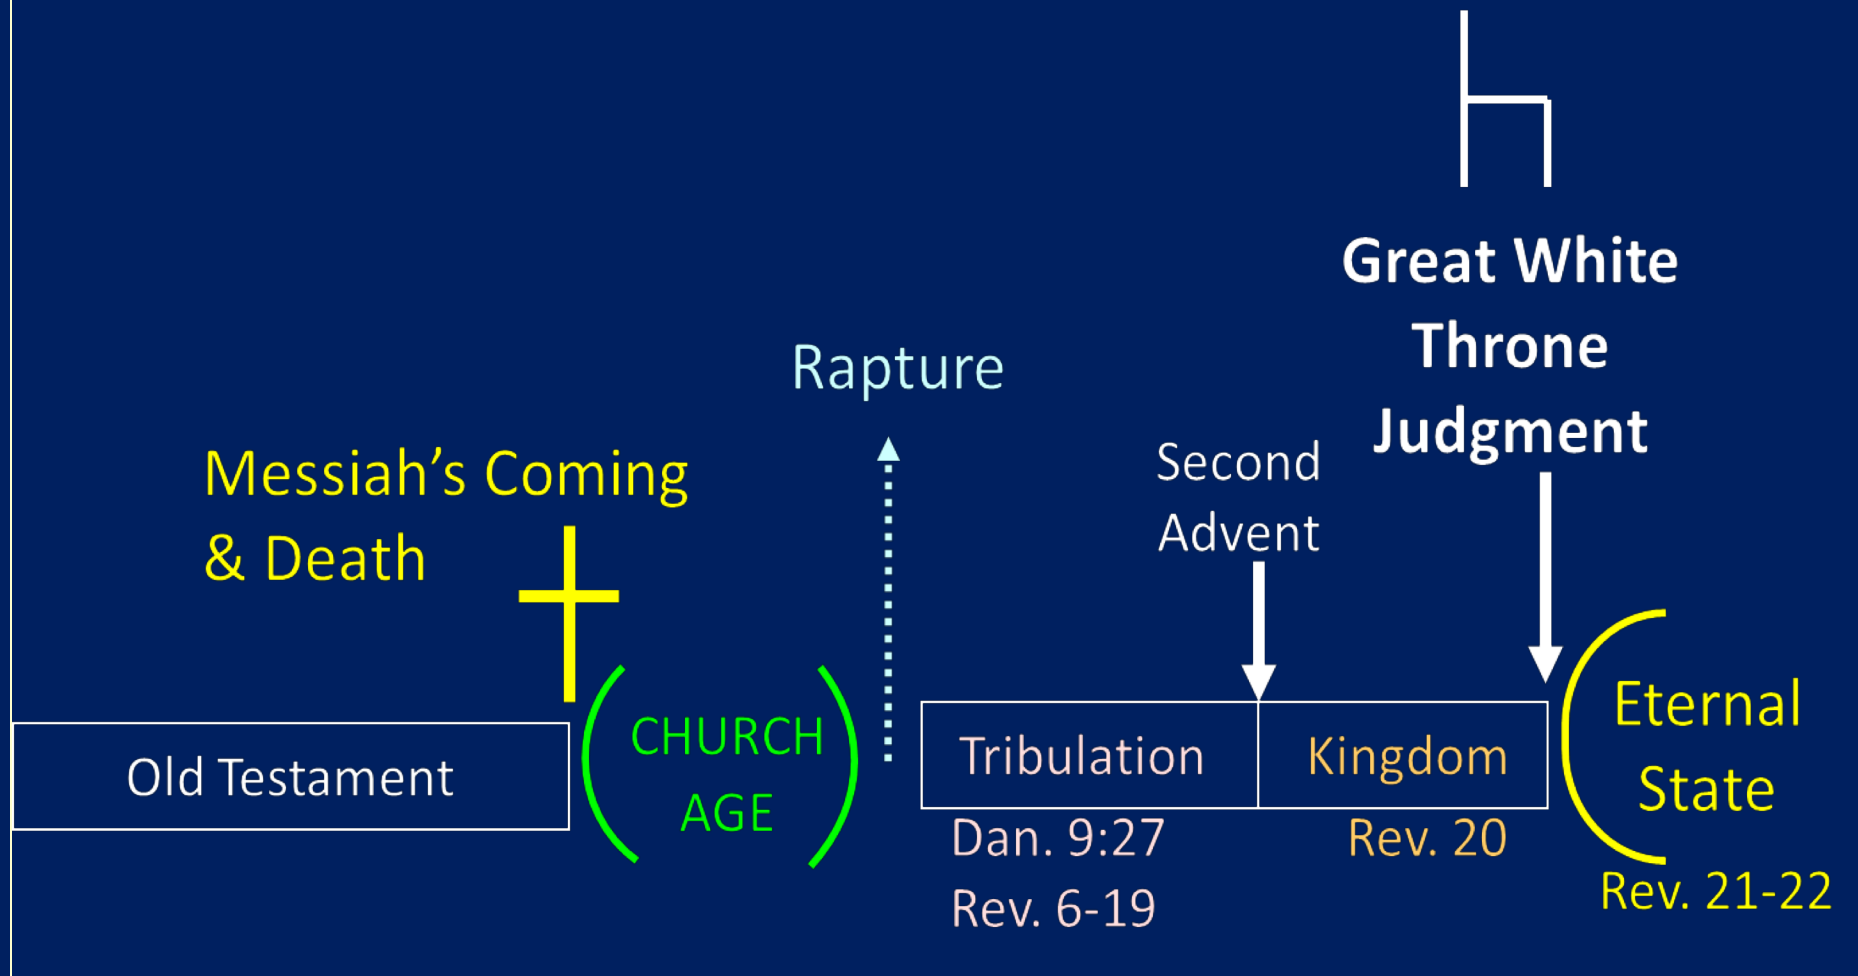 Great White
Throne
Judgment
Rapture
Second
Advent
Messiah’s Coming
& Death
Old Testament
CHURCH
AGE
Tribulation
Kingdom
Eternal
State
Dan. 9:27
Rev. 6-19
Rev. 20
Rev. 21-22